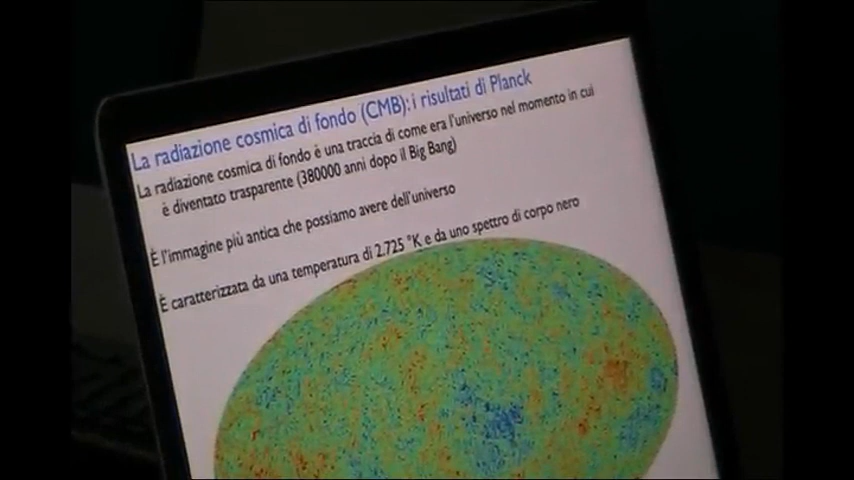 La radiazione cosmica di fondo (CMB): i risultati di Planck
La radiazione cosmica di fondo è una traccia di come era l'universo nel momento in cui
è diventato trasparente (380000 anni dopo il Big Bang)
È l'immagine più antica che possiamo avere dell'universo
È caratterizzata da una temperatura di 2.725 °K e da uno spettro di corpo nero